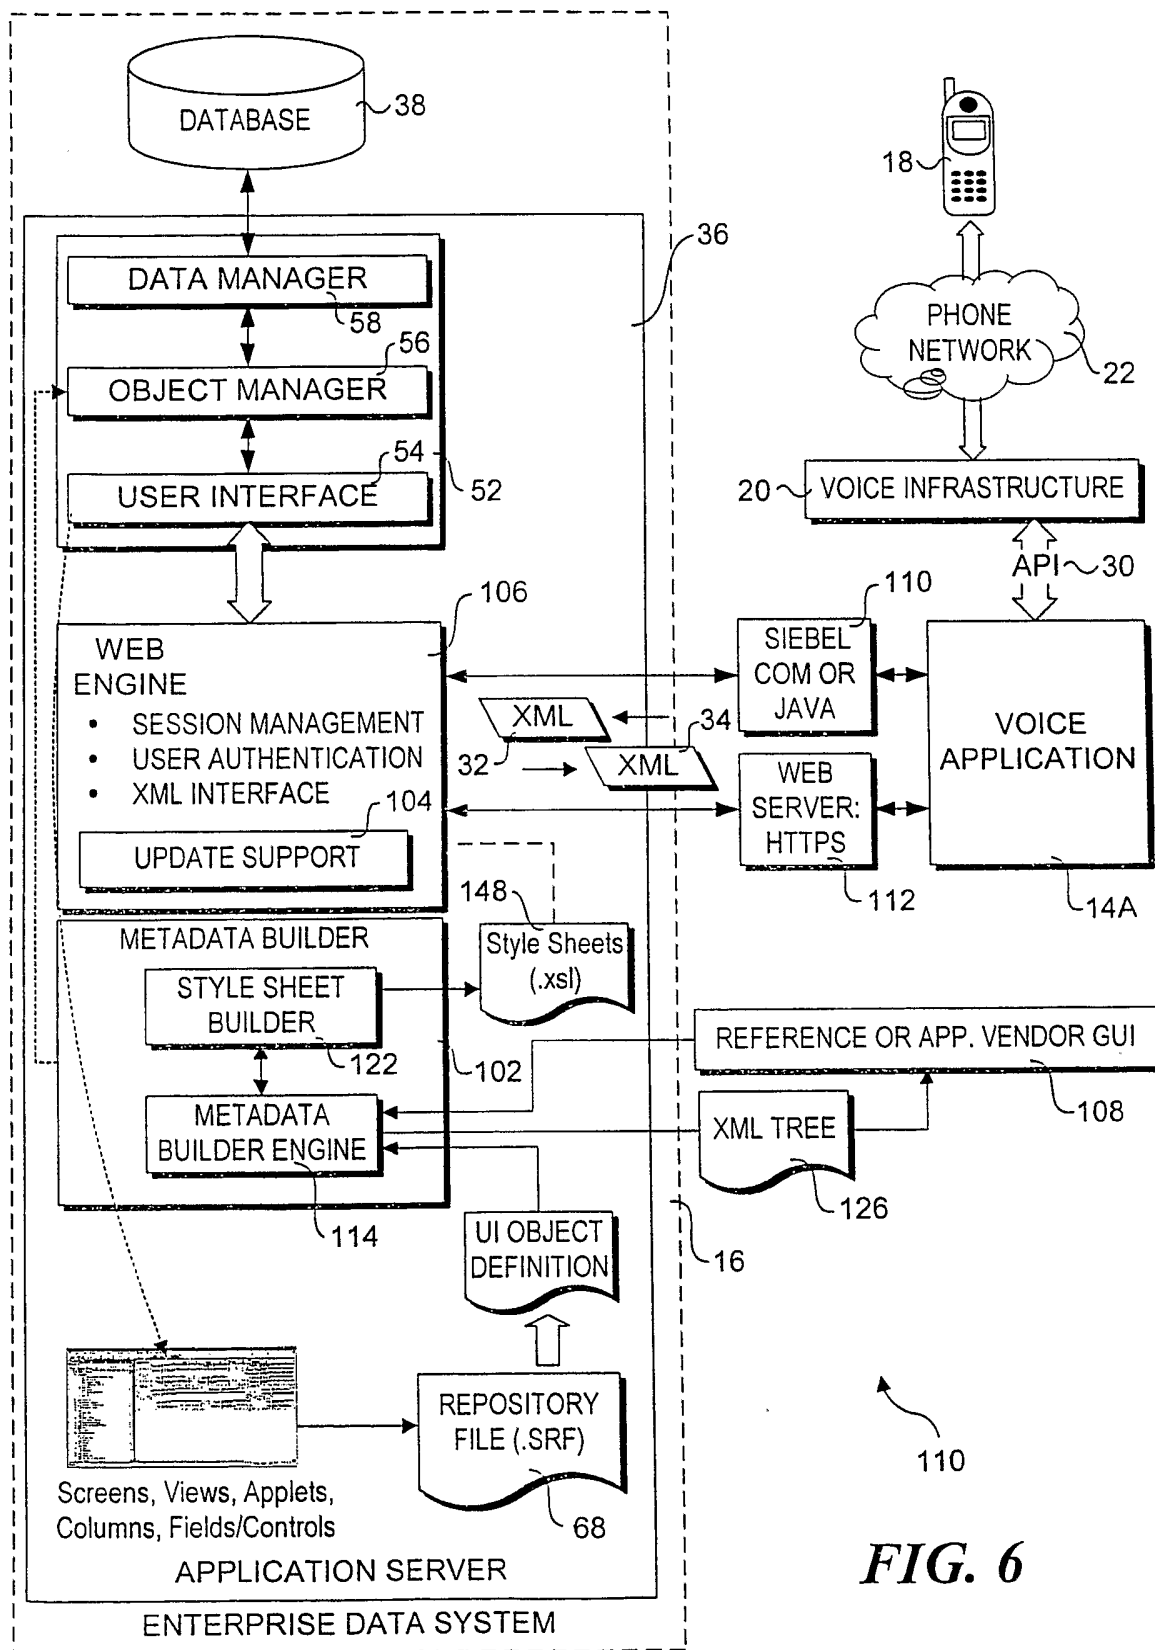 DATABASE
38
18
36
DATA MANAGER
58
PHONE
NETWORK
22
56
OBJECT MANAGER
54
USER INTERFACE
52
20
VOICE INFRASTRUCTURE
API
30
106
110
WEB
ENGINE
• SESSION MANAGEMENT
• USER AUTHENTICATION
• XML INTERFACE
SIEBEL
COM OR
JAVA
VOICE
APPLICATION
XML
32
34
XML
WEB
SERVER:
HTTPS
104
UPDATE SUPPORT
112
14A
148
METADATA BUILDER
Style Sheets
(.xsl)
STYLE SHEET
BUILDER
122
102
REFERENCE OR APP. VENDOR GUI
108
METADATA
BUILDER ENGINE
114
XML TREE
126
UI OBJECT
DEFINITION
16
REPOSITORY
FILE (.SRF)
68
110
Screens, Views, Applets,
Columns, Fields/Controls
APPLICATION SERVER
ENTERPRISE DATA SYSTEM
FIG. 6